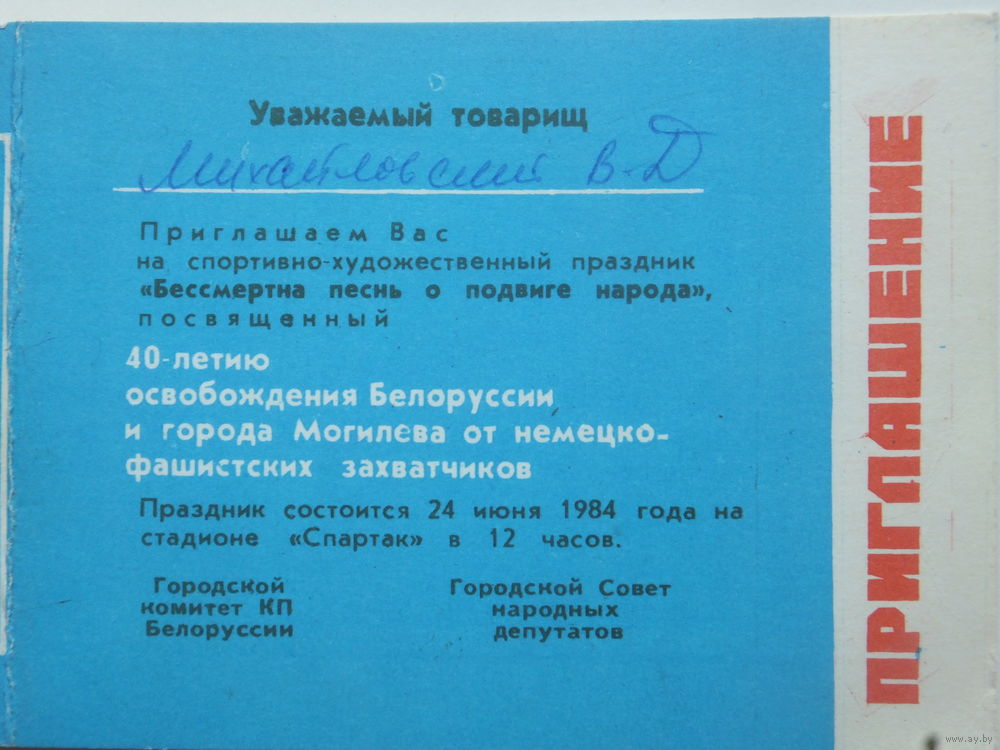 Уважаемый товарищ
Михайловский В.Д
Приглашаем Вас
на спортивно-художественный праздник
«Бессмертна песнь о подвиге народа»,
посвященный
40-летию
освобождения Белоруссии
и города Могилева от немецко-
фашистских захватчиков
Праздник состоится 24 июня 1984 года на
стадионе «Спартак» в 12 часов.
Городской
комитет КП
Белоруссии
Городской Совет
народных
депутатов
ПРИГЛАШЕНИЕ
www.ay.by